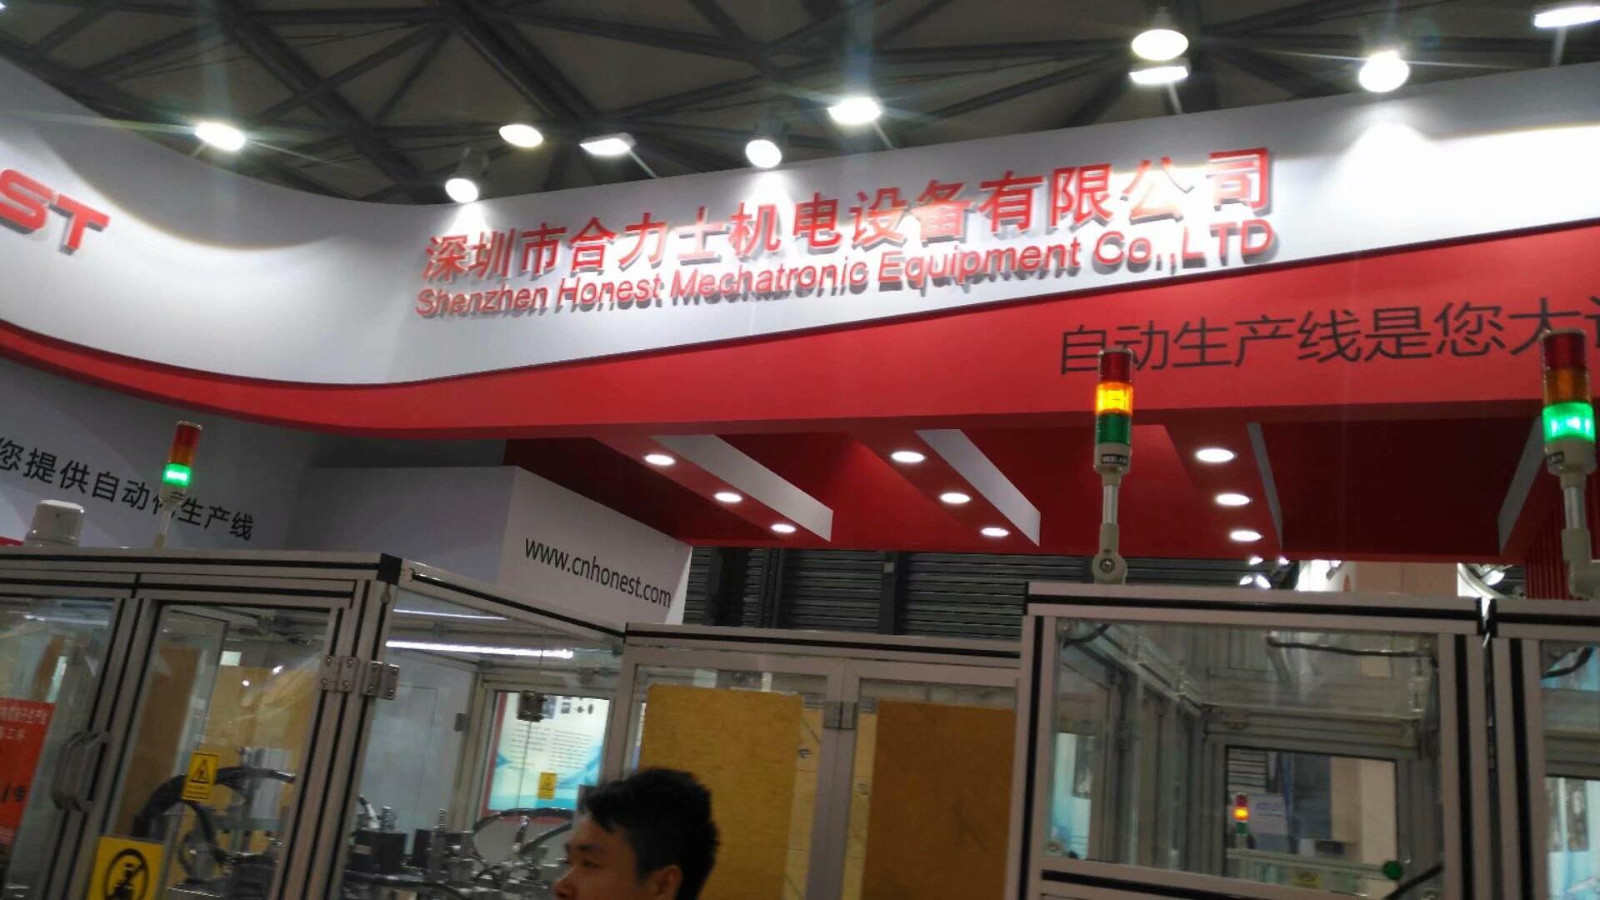 ST
深圳市合力士机电设备有限公司
Shenzhen Honest Mechatronic Equipment Co.,LTD
自动生产线是您大
您提供自动化生产线
www.cnhonest.com